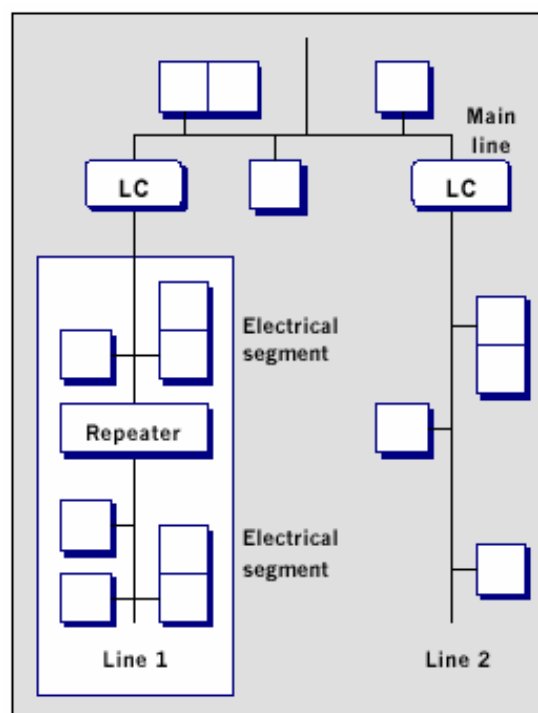 Main
line
LC
LC
Electrical
segment
Repeater
Electrical
segment
Line 1
Line 2